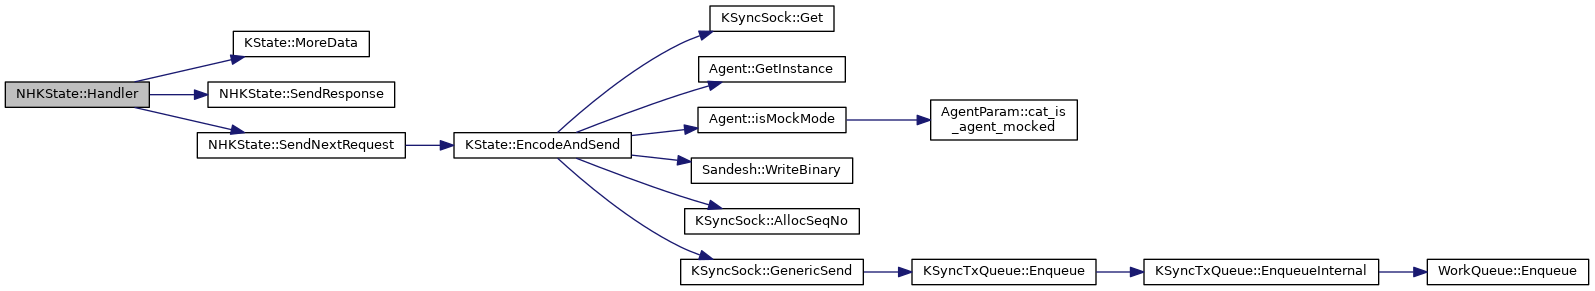 KSyncSock::Get
KState::MoreData
Agent::GetInstance
NHKState::Handler
NHKState::SendResponse
Agent::isMockMode
AgentParam::cat_is
_agent_mocked
NHKState::SendNextRequest
KState::EncodeAndSend
Sandesh::WriteBinary
KSyncSock::AllocSeqNo
KSyncSock::GenericSend
KSyncTxQueue::Enqueue
KSyncTxQueue::EnqueueInternal
WorkQueue::Enqueue